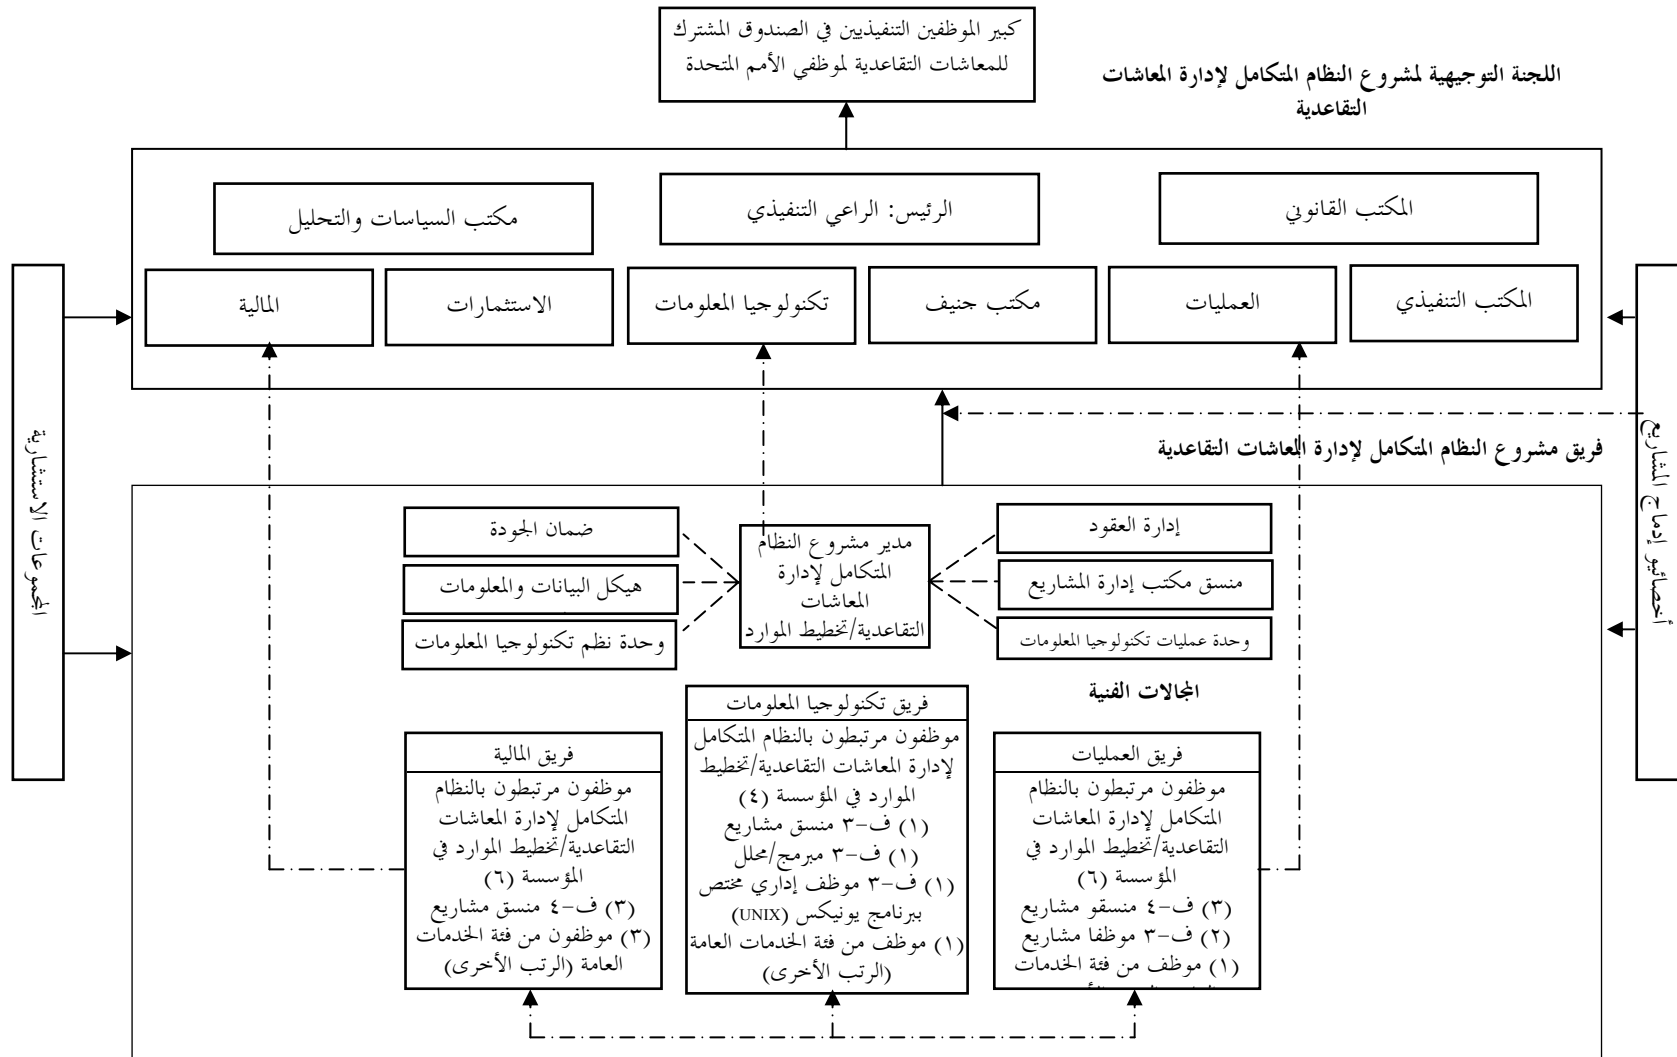 كبير الموظفين التنفيذيين في الصندوق المشترك
للمعاشات التقاعدية لموظفي الأمم المتحدة
اللجنة التوجيهية لمشروع النظام المتكامل لإدارة المعاشات
التقاعدية
المكتب القانوني
الرئيس: الراعي التنفيذي
مكتب السياسات والتحليل
المكتب التنفيذي
العمليات
مكتب جنيف
تكنولوجيا المعلومات
الاستثمارات
المالية
أخصائيو إدماج المشاريع
المجموعات الاستشارية
فريق مشروع النظام المتكامل لإدارة المعاشات التقاعدية
إدارة العقود
منسق مكتب إدارة المشاريع
وحدة عمليات تكنولوجيا المعلومات
مدير مشروع النظام
المتكامل لإدارة
المعاشات
التقاعدية/تخطيط الموارد
ضمان الجودة
هيكل البيانات والمعلومات
وحدة نظم تكنولوجيا المعلومات
المجالات الفنية
فريق العمليات
موظفون مرتبطون بالنظام
المتكامل لإدارة المعاشات
التقاعدية/تخطيط الموارد في
المؤسسة (٦)
(٣) ف-٤ منسقو مشاريع
(٢) ف-٣ موظفا مشاريع
(١) موظف من فئة الخدمات
فريق تكنولوجيا المعلومات
موظفون مرتبطون بالنظام المتكامل
لإدارة المعاشات التقاعدية/تخطيط
الموارد في المؤسسة (٤)
(١) ف-٣ منسق مشاريع
(١) ف-٣ مبرمج/محلل
(١) ف-٣ موظف إداري مختص
ببرنامج يونيكس (UNIX)
(١) موظف من فئة الخدمات العامة
(الرتب الأخرى)
فريق المالية
موظفون مرتبطون بالنظام
المتكامل لإدارة المعاشات
التقاعدية/تخطيط الموارد في
المؤسسة (٦)
(٣) ف-٤ منسق مشاريع
(٣) موظفون من فئة الخدمات
العامة (الرتب الأخرى)